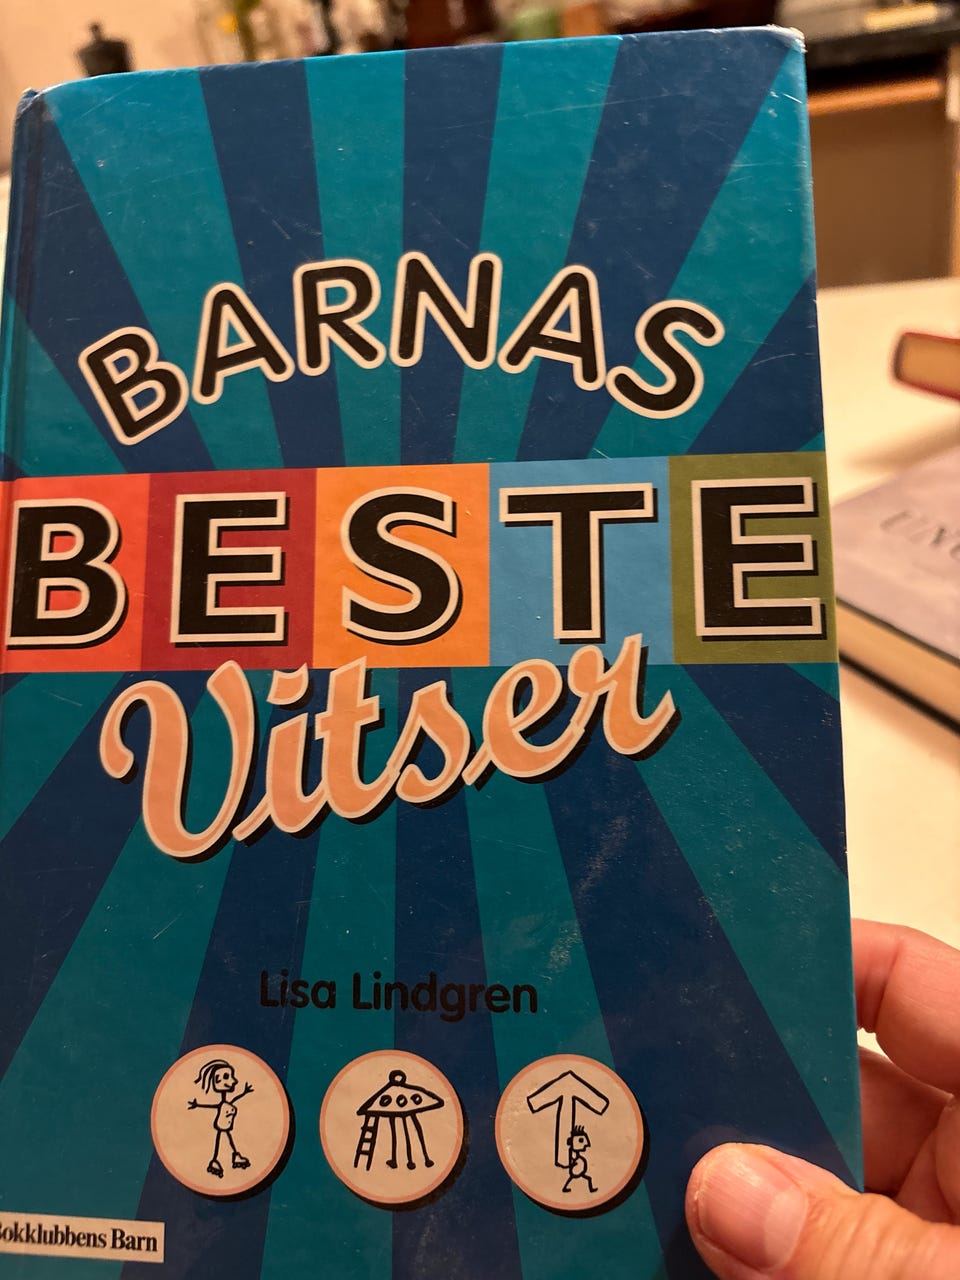 BARNAS
BESTE
Vitser
Lisa Lindgren
Bokklubbens Barn